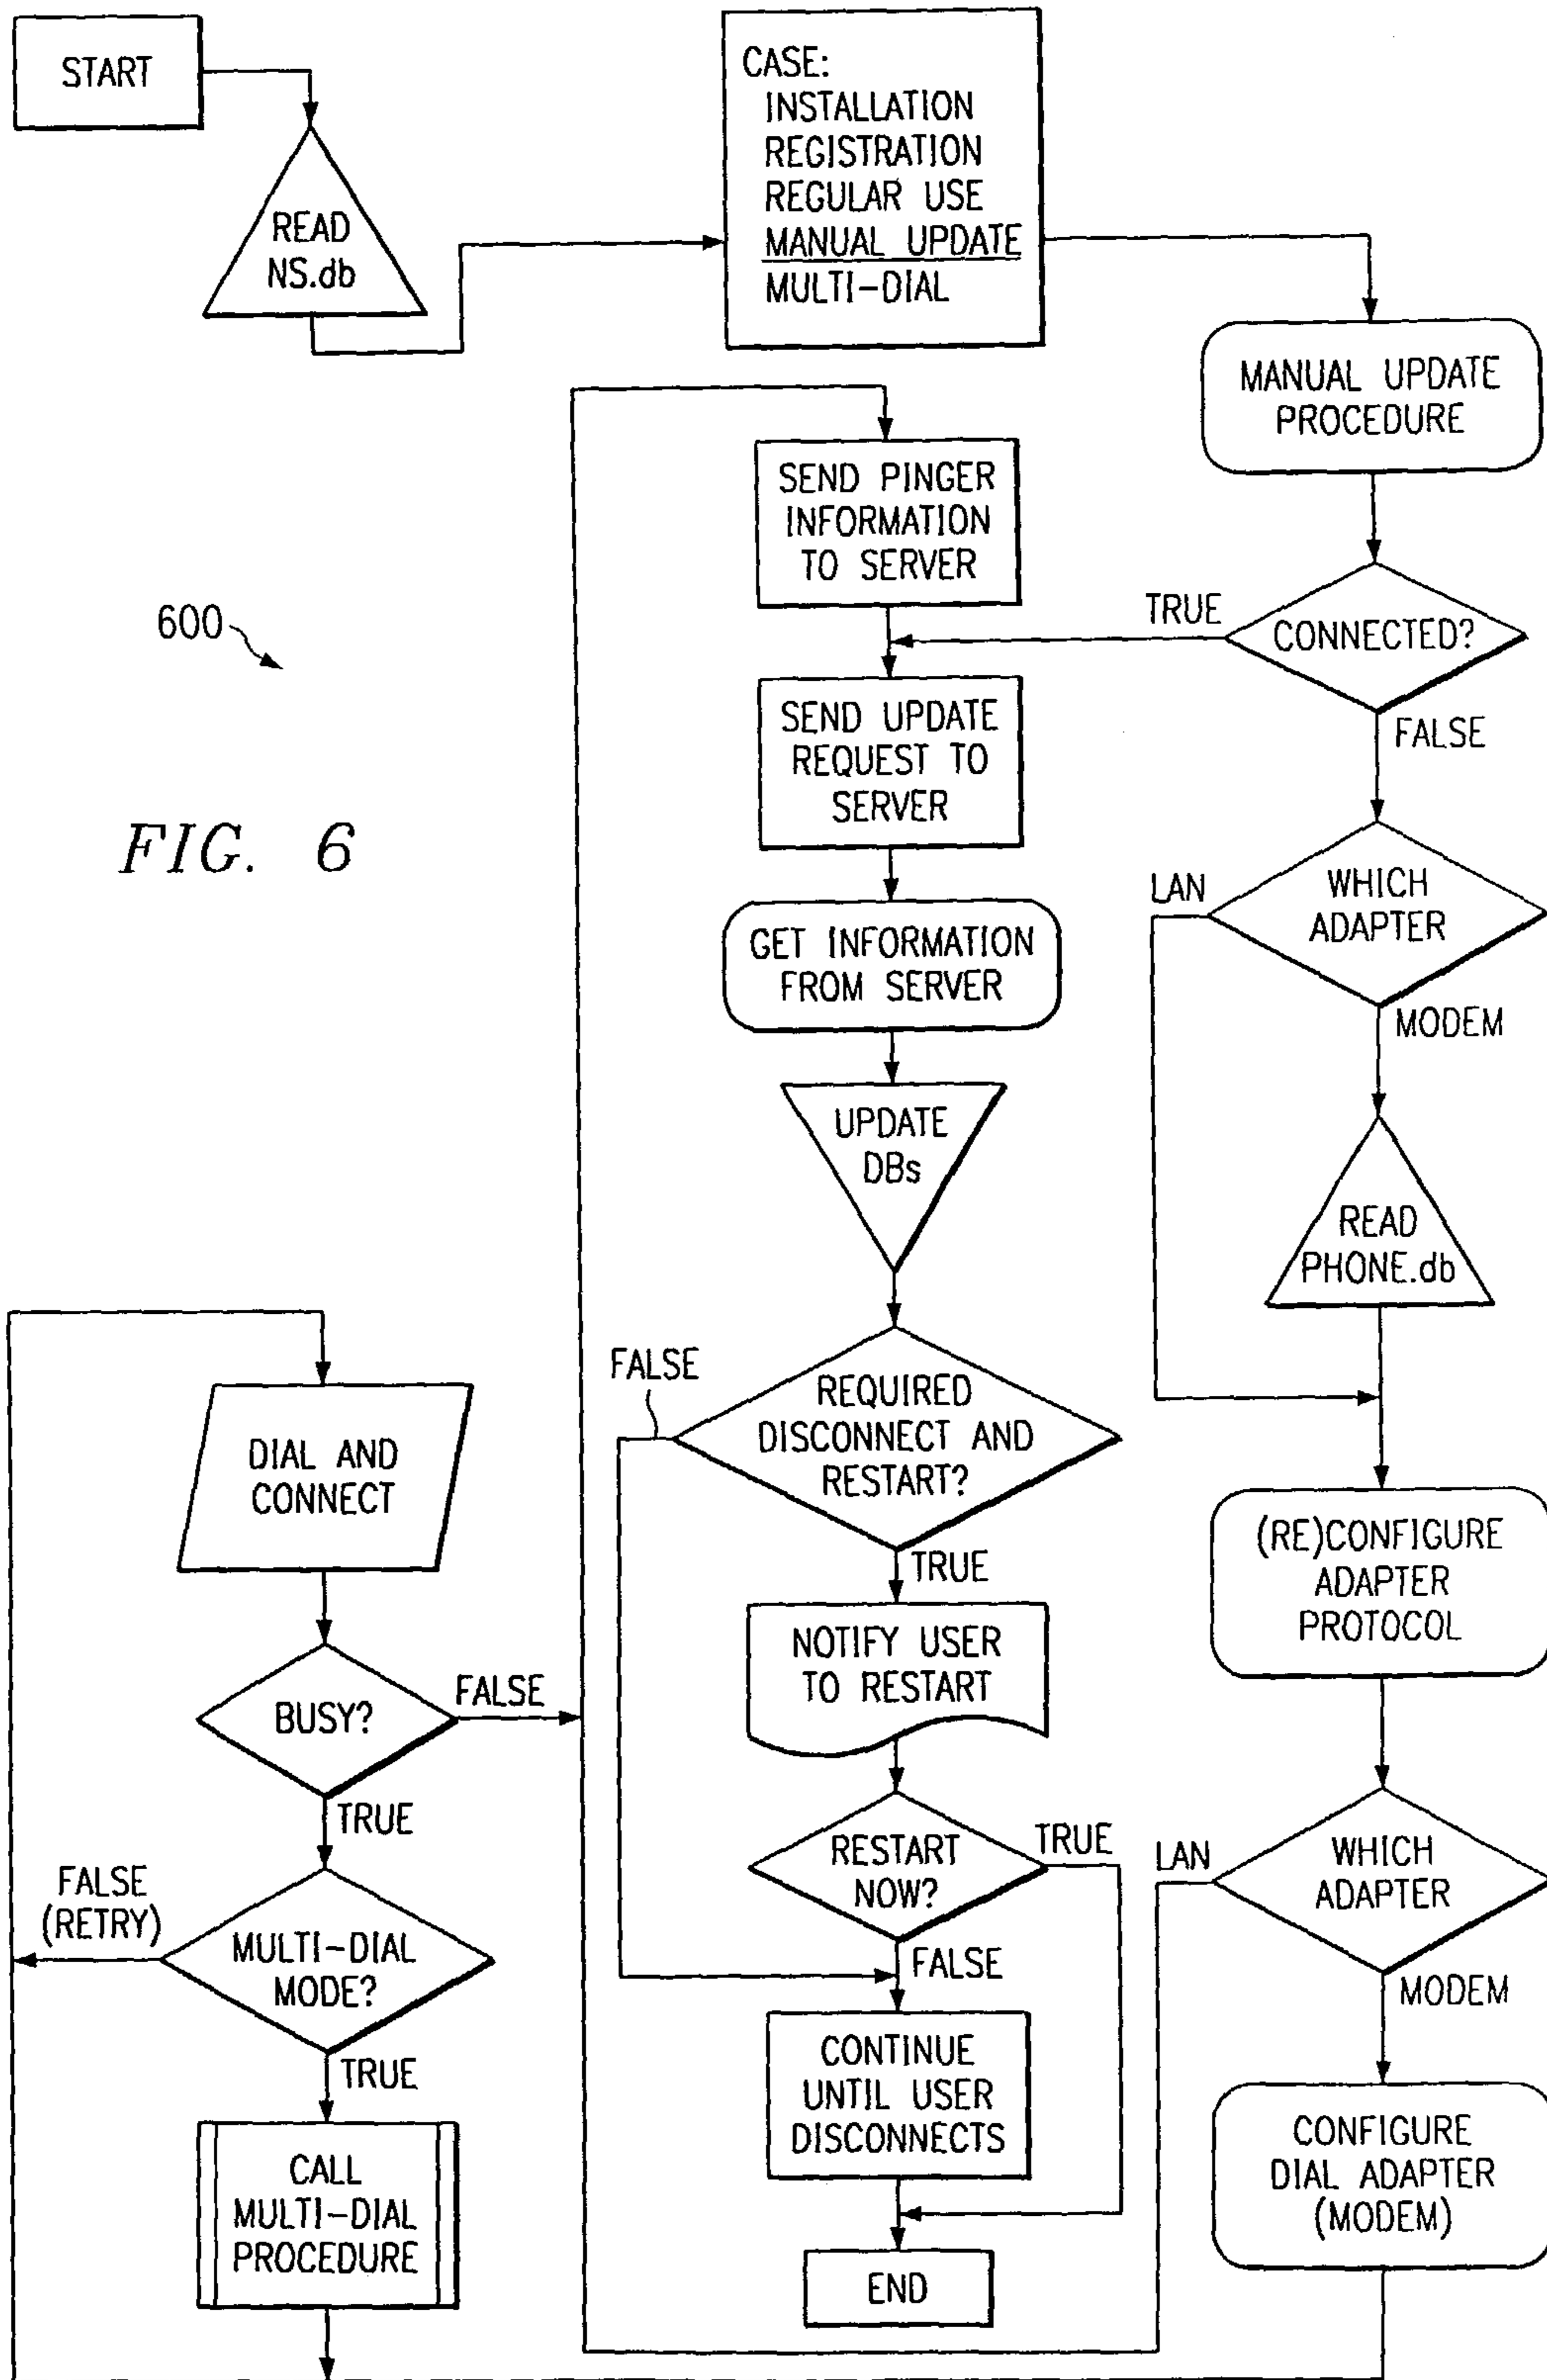 START
READ
NS.db
CASE:
INSTALLATION
REGISTRATION
REGULAR USE
MANUAL UPDATE
MULTI-DIAL
MANUAL UPDATE
PROCEDURE
SEND PINGER
INFORMATION
TO SERVER
TRUE
CONNECTED?
FALSE
600
SEND UPDATE
REQUEST TO
SERVER
FIG. 6
LAN
WHICH
ADAPTER
MODEM
GET INFORMATION
FROM SERVER
UPDATE
DBs
READ
PHONE.db
FALSE
REQUIRED
DISCONNECT AND
RESTART?
TRUE
DIAL AND
CONNECT
(RE)CONFIGURE
ADAPTER
PROTOCOL
NOTIFY USER
TO RESTART
BUSY?
FALSE
TRUE
RESTART
NOW?
TRUE
FALSE
LAN
WHICH
ADAPTER
MODEM
FALSE
(RETRY)
MULTI-DIAL
MODE?
TRUE
CONTINUE
UNTIL USER
DISCONNECTS
CALL
MULTI-DIAL
PROCEDURE
CONFIGURE
DIAL ADAPTER
(MODEM)
END